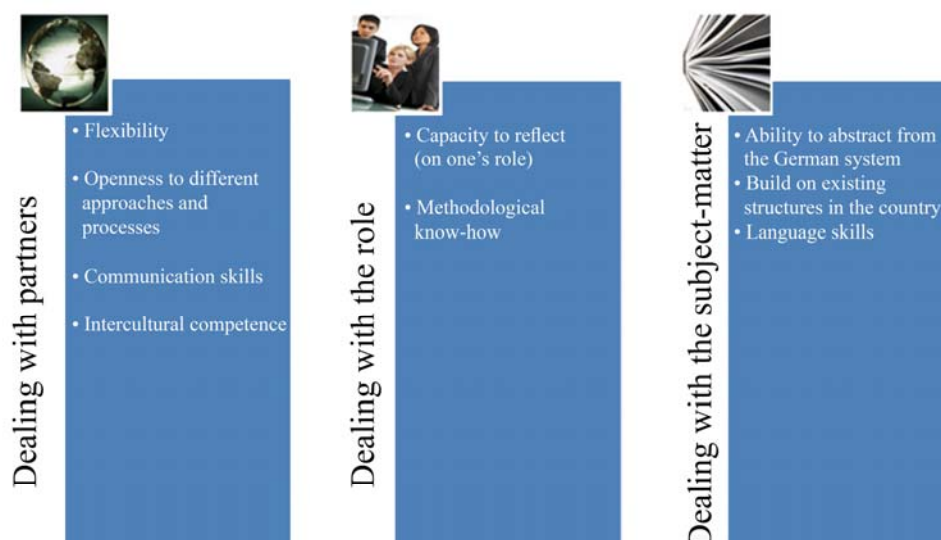 Dealing with partners
• Flexibility
• Openness to different
approaches and
processes
• Communication skills
• Intercultural competence
Dealing with the role
• Capacity to reflect
(on one’s role)
• Methodological
know-how
Dealing with the subject-matter
• Ability to abstract from
the German system
• Build on existing
structures in the country
• Language skills